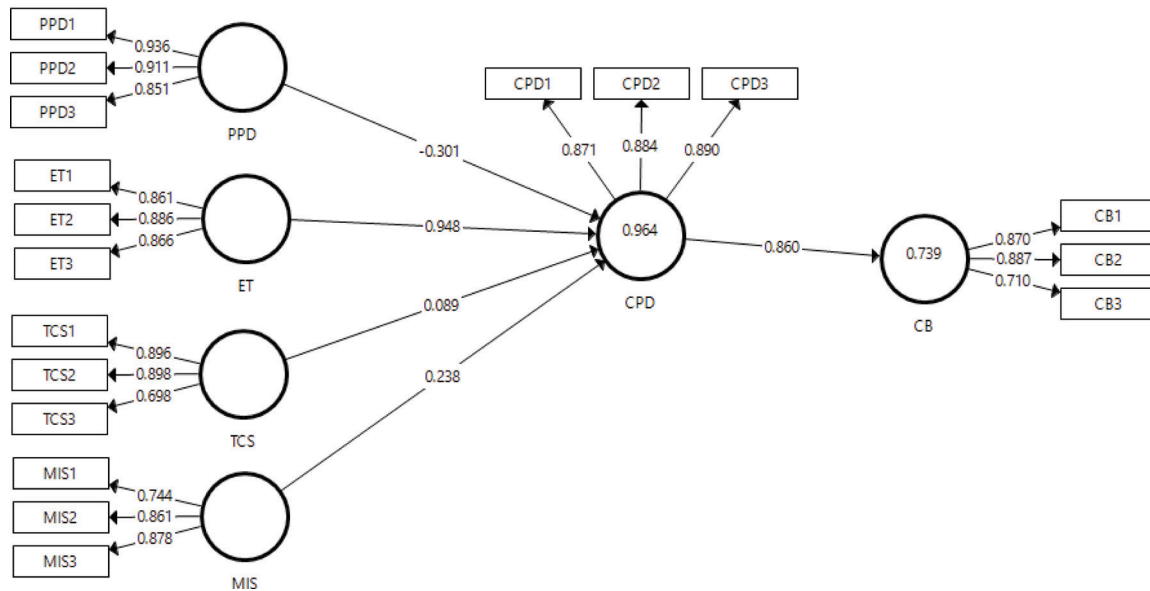 PPD1
PPD2
PPD3
0.936
0.911
0.851
PPD
ET1
ET2
ET3
0.861
0.886
0.866
ET
TCS1
TCS2
TCS3
0.896
0.898
0.698
TCS
MIS1
MIS2
MIS3
0.744
0.861
0.878
MIS
-0.301
0.948
0.089
0.238
CPD1
CPD2
CPD3
0.871
0.884
0.890
0.964
CPD
0.860
0.739
CB
0.870
0.887
0.710
CB1
CB2
CB3